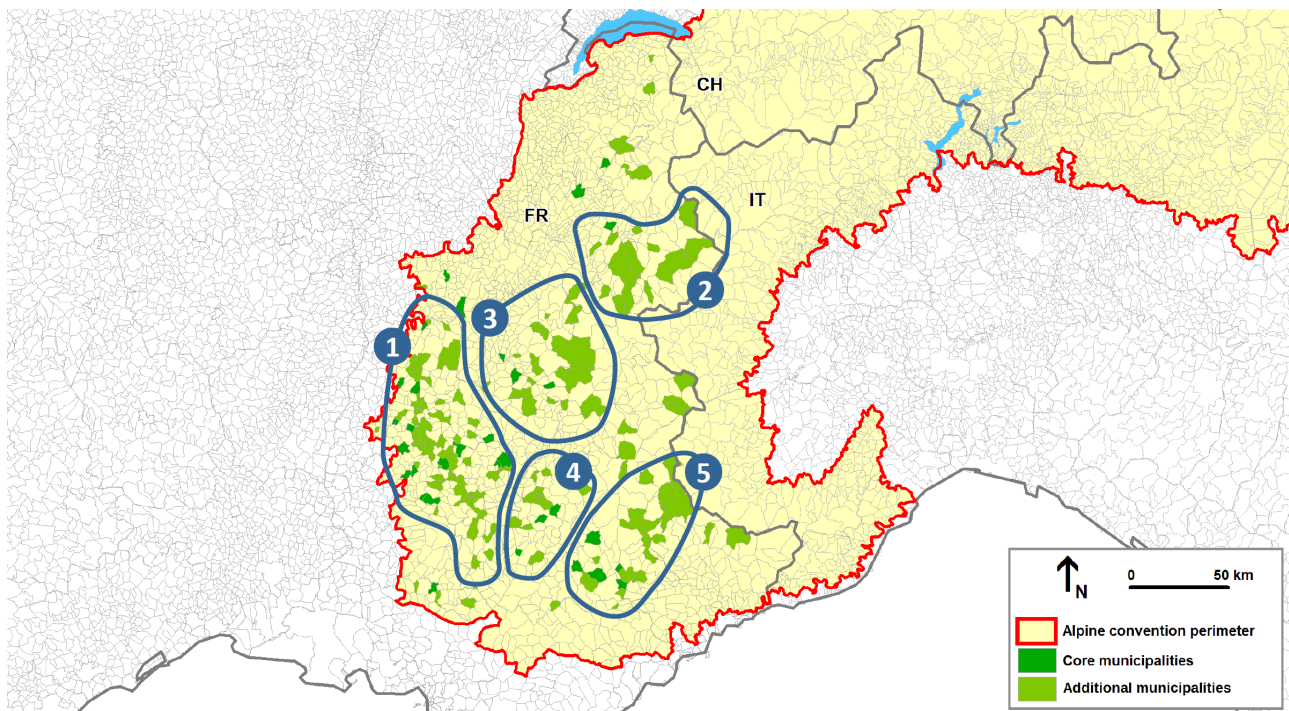 CH
IT
FR
2
3
1
4
5
0 50 km
N
Alpine convention perimeter
Core municipalities
Additional municipalities